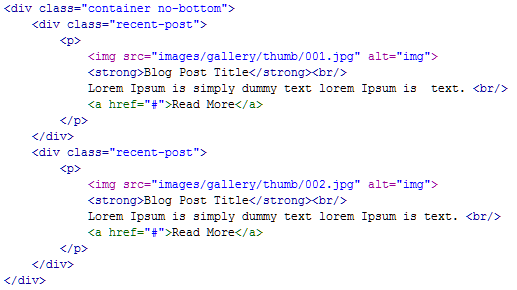 <div class="container no-bottom">
    <div class="recent-post">
        <p>
            <img src="images/gallery/thumb/001.jpg" alt="img">
            <strong>Blog Post Title</strong><br/>
            Lorem Ipsum is simply dummy text lorem Ipsum is  text. <br/>
            <a href="#">Read More</a>
        </p>
    </div>
    <div class="recent-post">
        <p>
            <img src="images/gallery/thumb/002.jpg" alt="img">
            <strong>Blog Post Title</strong><br/>
            Lorem Ipsum is simply dummy text lorem Ipsum is text. <br/>
            <a href="#">Read More</a>
        </p>
    </div>
</div>